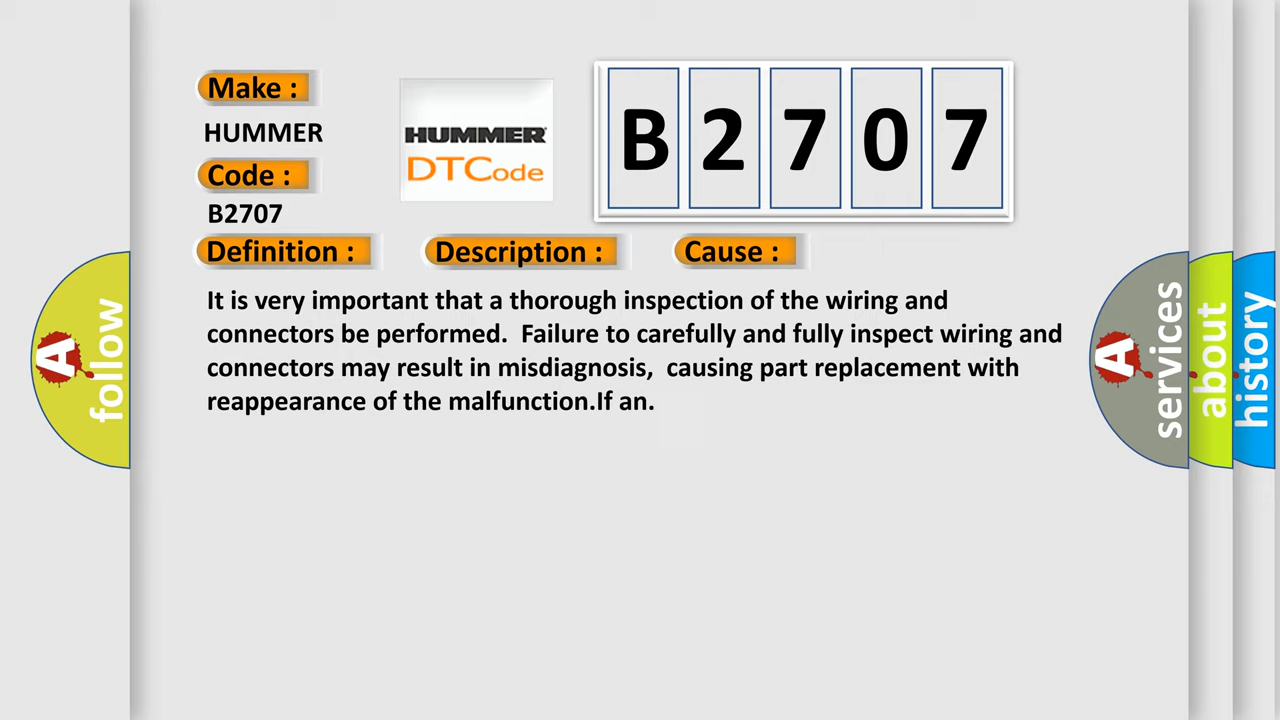 Make :
HUMMER
Code :
B2707
HUMMER
DTCode
B 2 7 0 7
Definition :
Description :
Cause :
It is very important that a thorough inspection of the wiring and
connectors be performed  Failure to carefully and fully inspect wiring and
connectors may result in misdiagnosis,  causing part replacement with
reappearance of the malfunctionIf an.
A follow
A services
about
history